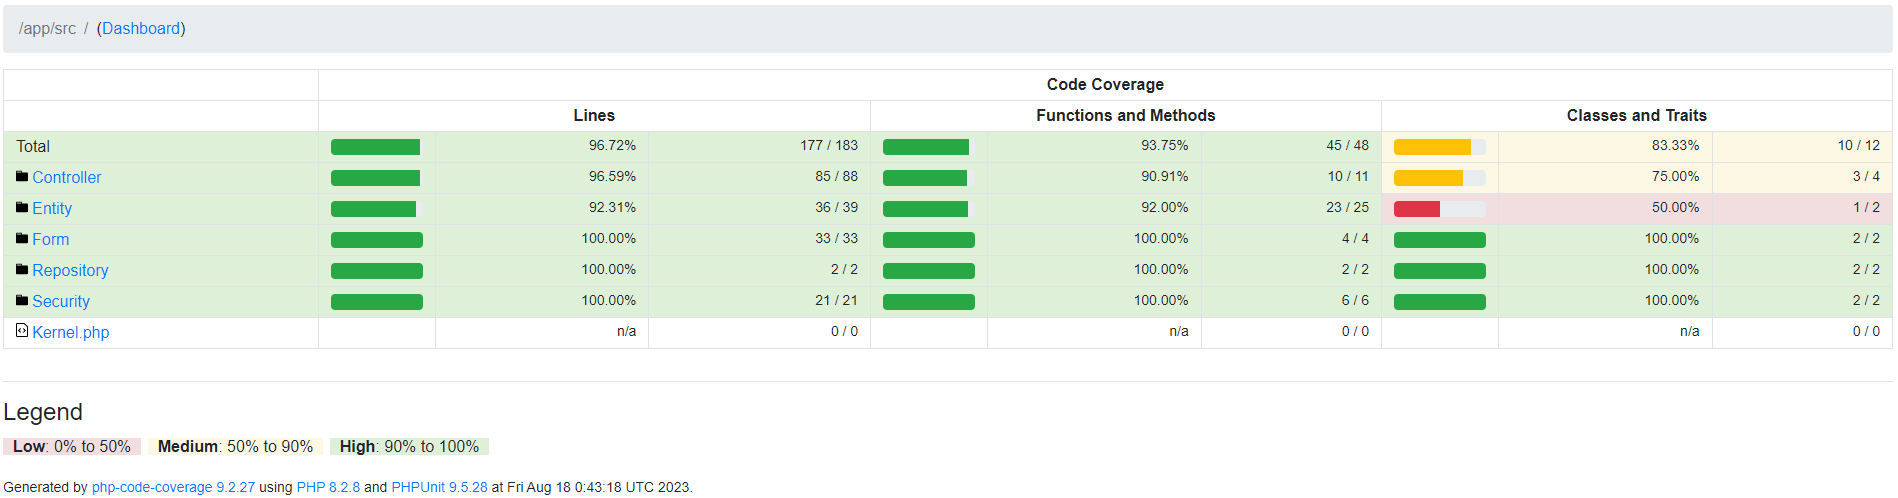 /app/src / (Dashboard)
Code Coverage
Lines Functions and Methods Classes and Traits
Total 96.72% 177 / 183 93.75% 45 / 48 83.33% 10 / 12
Controller 96.59% 85 / 88 90.91% 10 / 11 75.00% 3 / 4
Entity 92.31% 36 / 39 92.00% 23 / 25 50.00% 1 / 2
Form 100.00% 33 / 33 100.00% 4 / 4 100.00% 2 / 2
Repository 100.00% 2 / 2 100.00% 2 / 2 100.00% 2 / 2
Security 100.00% 21 / 21 100.00% 6 / 6 100.00% 2 / 2
Kernel.php n/a 0 / 0 n/a 0 / 0 n/a 0 / 0
Legend
Low: 0% to 50% Medium: 50% to 90% High: 90% to 100%
Generated by php-code-coverage 9.2.27 using PHP 8.2.8 and PHPUnit 9.5.28 at Fri Aug 18 0:43:18 UTC 2023.